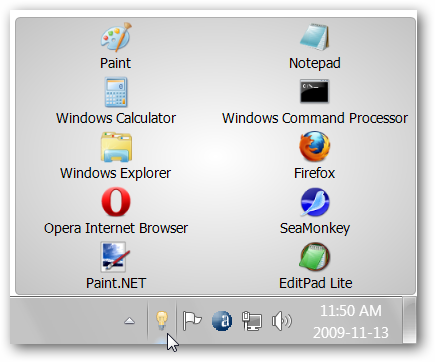 Paint
Notepad
Windows Calculator
Windows Command Processor
Windows Explorer
Firefox
Opera Internet Browser
SeaMonkey
Paint.NET
EditPad Lite
a
11:50 AM
2009-11-13